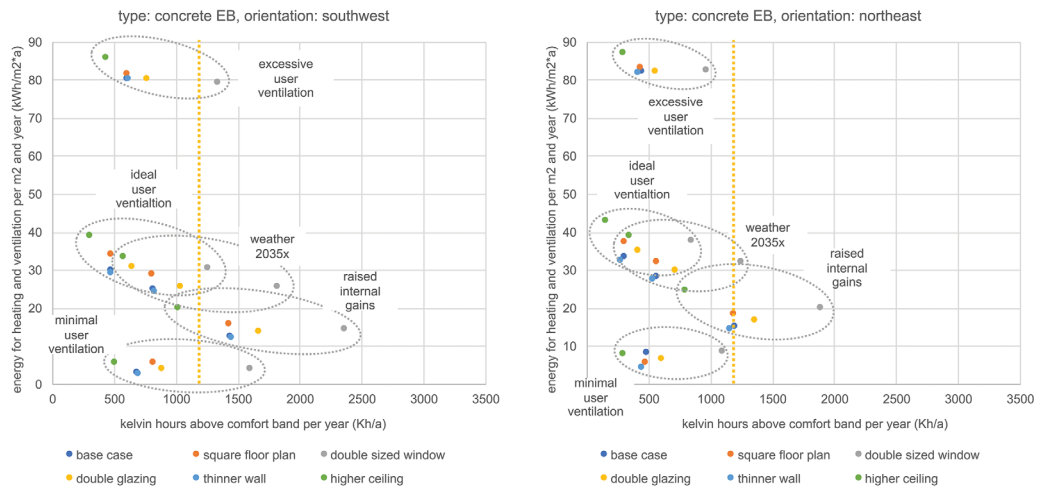 type: concrete EB, orientation: southwest
energy for heating and ventilation per m2 and year (kWh/m2*a)
90
80
70
60
50
40
30
20
10
0
excessive
user
ventilation
ideal
user
ventialtion
weather
2035x
raised
internal
gains
minimal
user
ventilation
0 500 1000 1500 2000 2500 3000 3500
kelvin hours above comfort band per year (Kh/a)
base case square floor plan double sized window
double glazing thinner wall higher ceiling
type: concrete EB, orientation: northeast
energy for heating and ventilation per m2 and year (kWh/m2*a)
90
80
70
60
50
40
30
20
10
excessive
user
ventilation
ideal
user
ventialtion
weather
2035x
raised
internal
gains
minimal
user
ventilation
500 1000 1500 2000 2500 3000 3500
kelvin hours above comfort band per year (Kh/a)
base case square floor plan double sized window
double glazing thinner wall higher ceiling